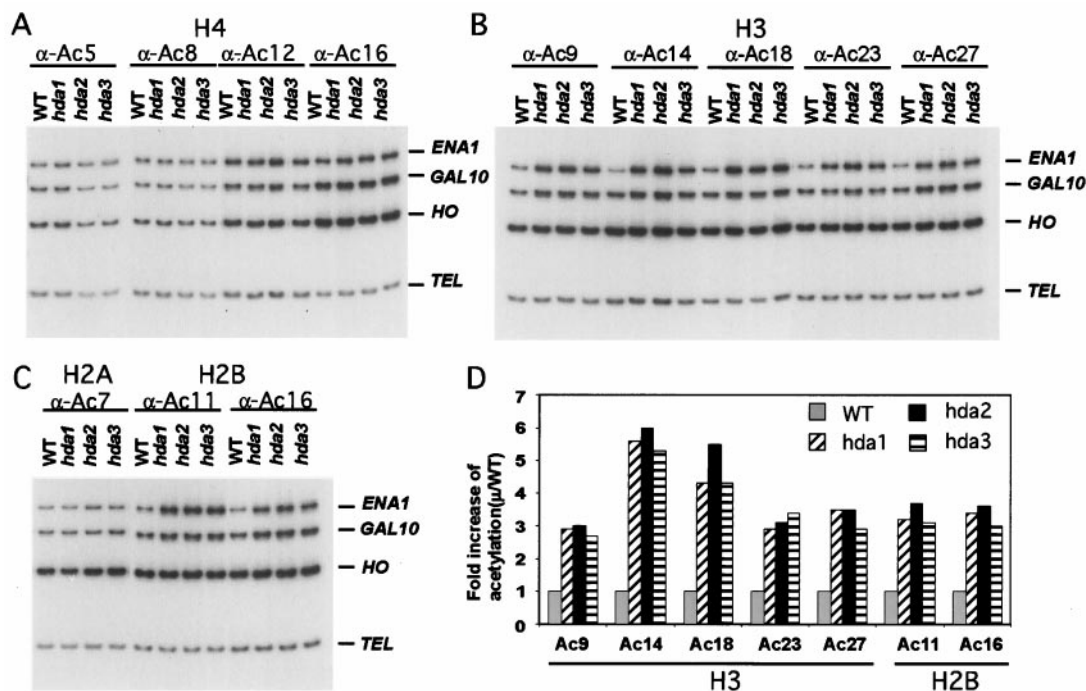 A
H4
α-Ac5 α-Ac8 α-Ac12 α-Ac16
WT hda1 hda2 hda3 WT hda1 hda2 hda3 WT hda1 hda2 hda3 WT hda1 hda2 hda3
ENA1
GAL10
HO
TEL
B
H3
α-Ac9 α-Ac14 α-Ac18 α-Ac23 α-Ac27
WT hda1 hda2 hda3 WT hda1 hda2 hda3 WT hda1 hda2 hda3 WT hda1 hda2 hda3 WT hda1 hda2 hda3
ENA1
GAL10
HO
TEL
C
H2A H2B
α-Ac7 α-Ac11 α-Ac16
WT hda1 hda2 hda3 WT hda1 hda2 hda3 WT hda1 hda2 hda3
ENA1
GAL10
HO
TEL
D
Fold increase of
acetylation(µ/WT)
7
6
5
4
3
2
1
0
WT hda2
hda1 hda3
Ac9 Ac14 Ac18 Ac23 Ac27 Ac11 Ac16
H3 H2B